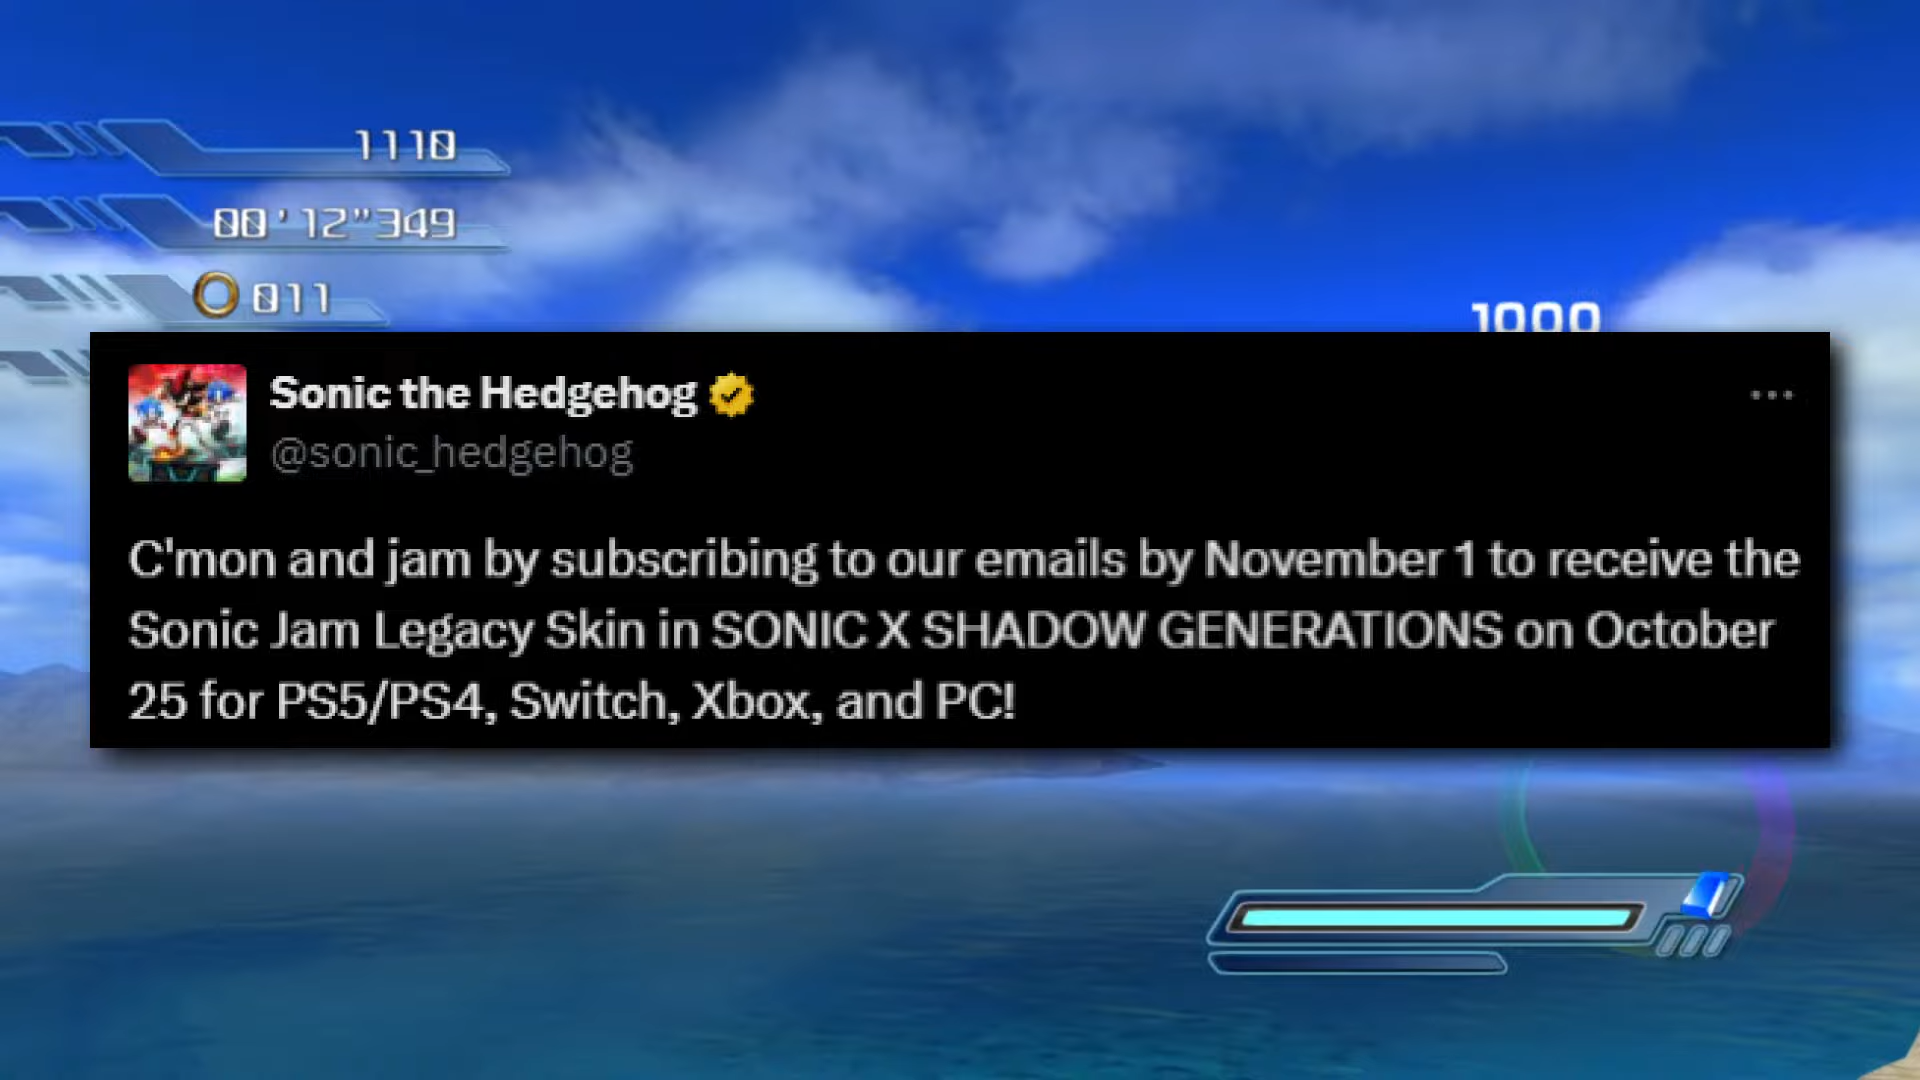 1110
00'12"349
011
1000
Sonic the Hedgehog
@sonic_hedgehog
C'mon and jam by subscribing to our emails by November 1 to receive the
Sonic Jam Legacy Skin in SONIC X SHADOW GENERATIONS on October
25 for PS5/PS4, Switch, Xbox, and PC!